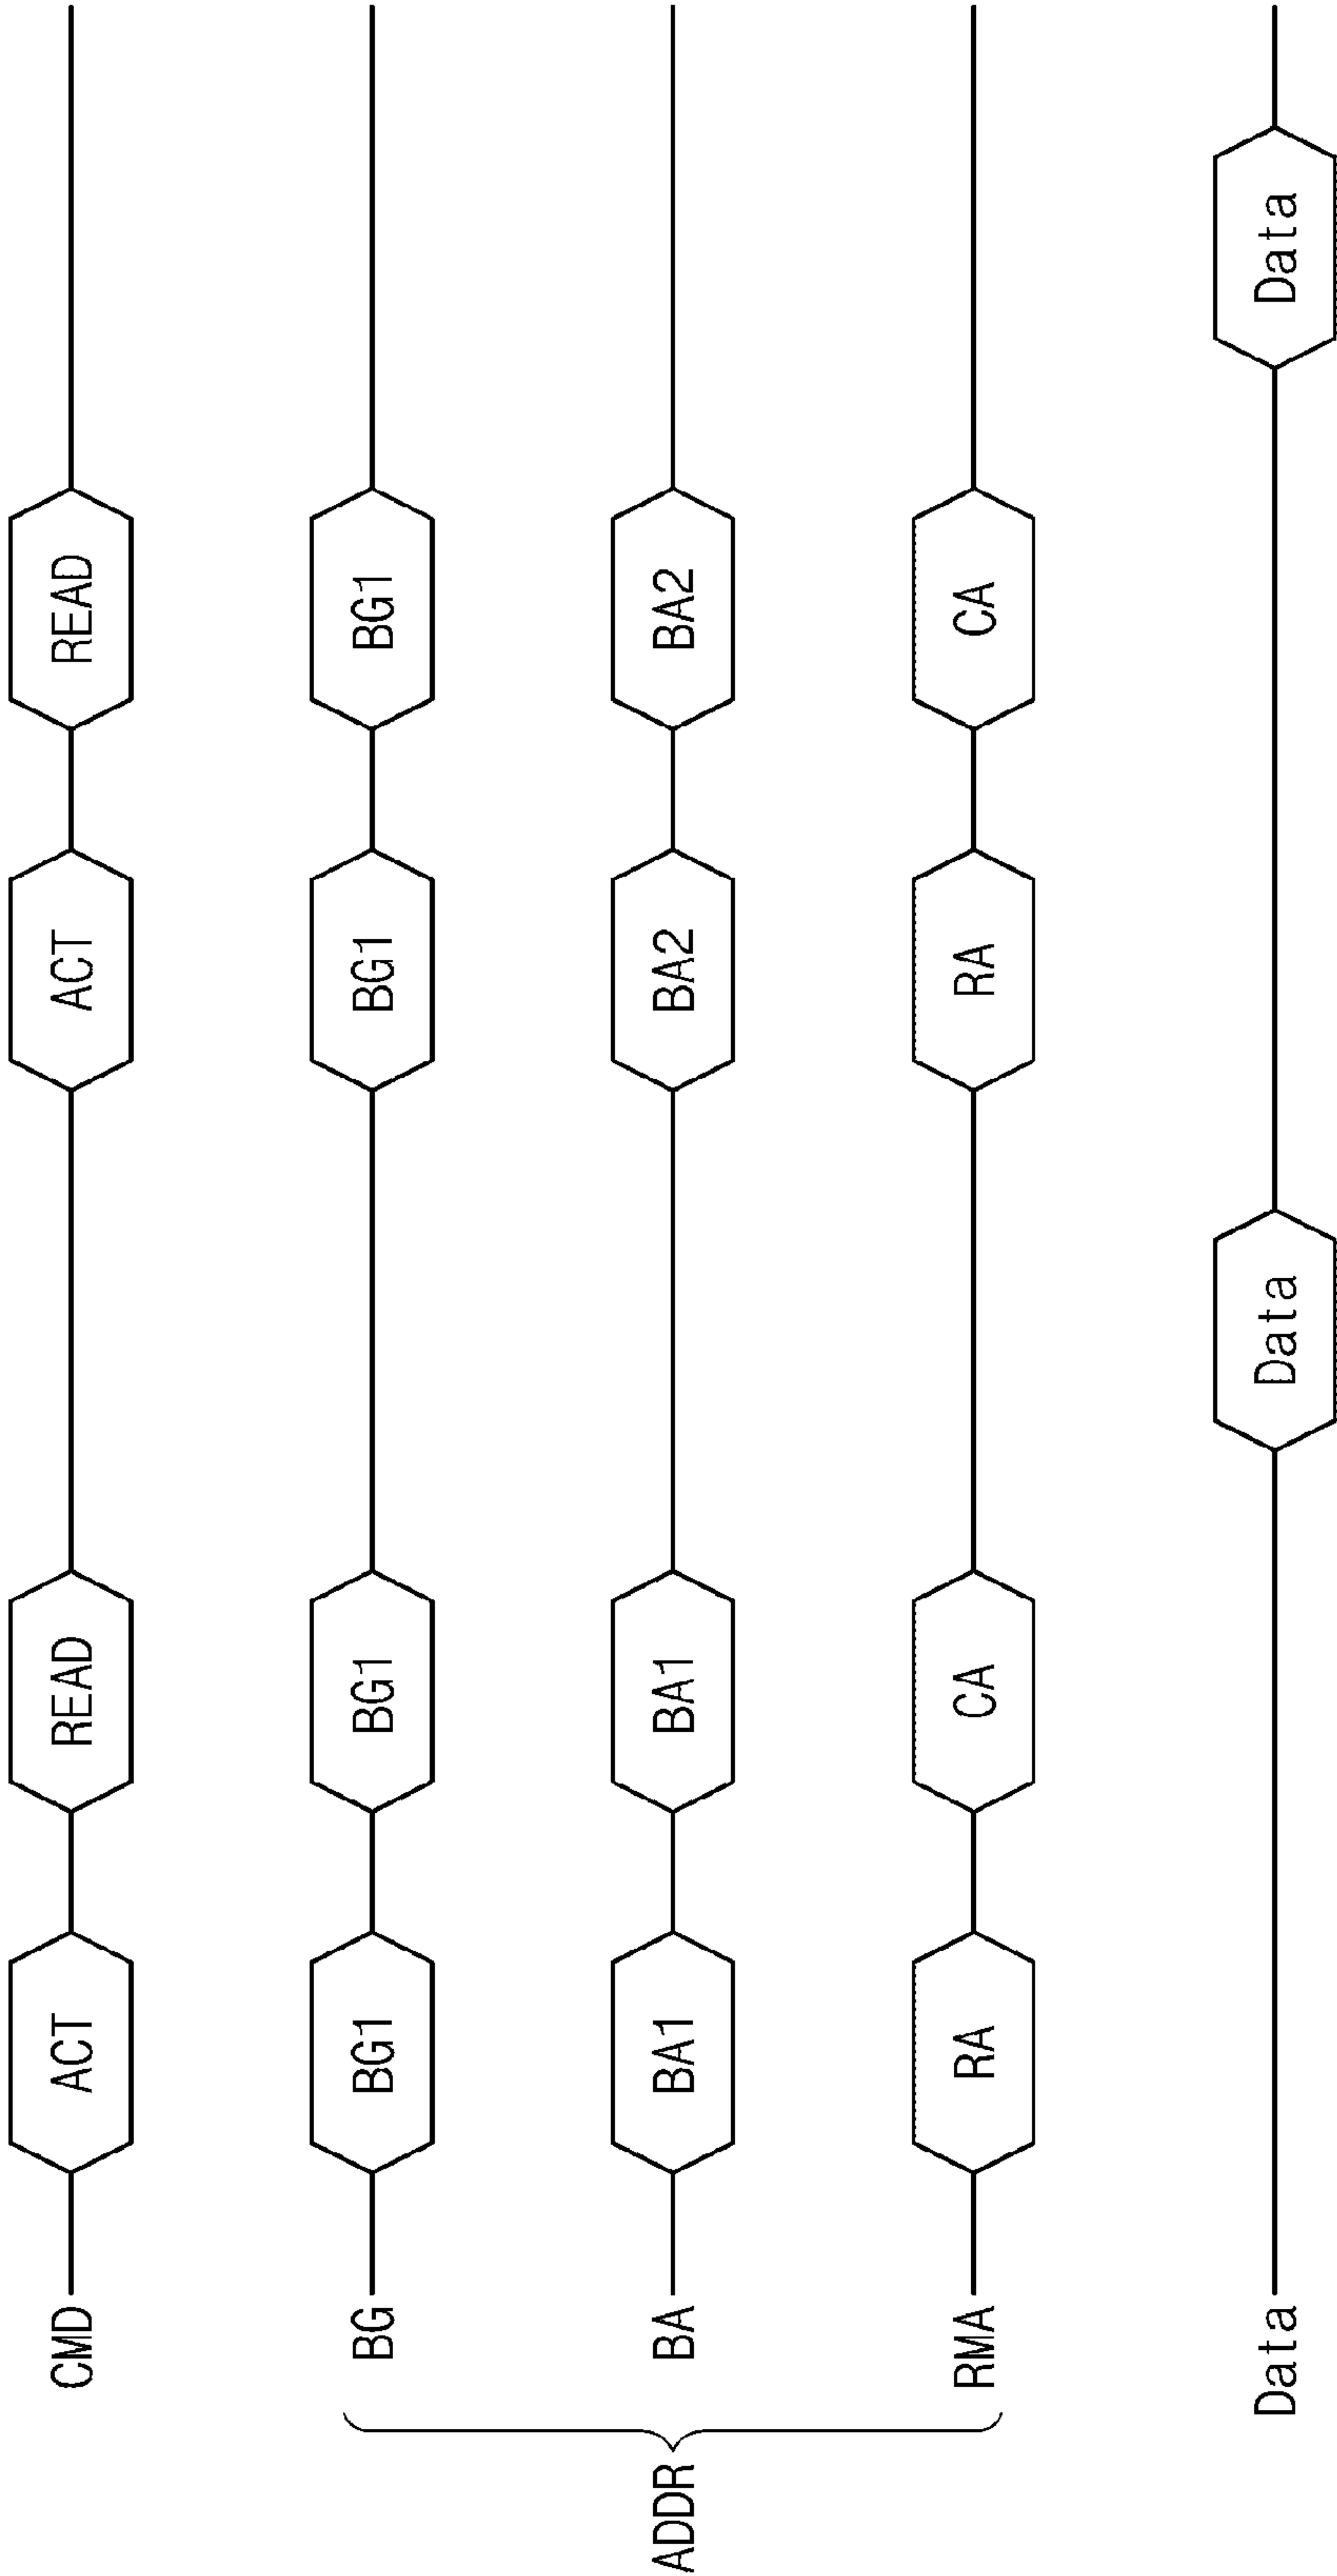 CMD ACT READ ACT READ
BG BG1 BG1 BG1 BG1
ADDR BA BA1 BA1 BA2 BA2
RMA RA CA RA CA
Data Data Data